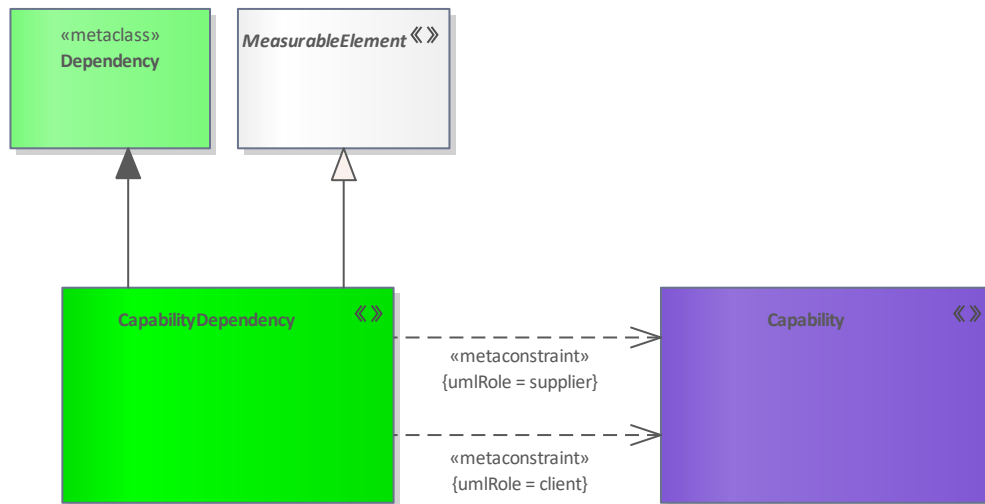 «metaclass»
Dependency
MeasurableElement «»
CapabilityDependency «»
Capability «»
«metaconstraint»
{umlRole = supplier}
«metaconstraint»
{umlRole = client}